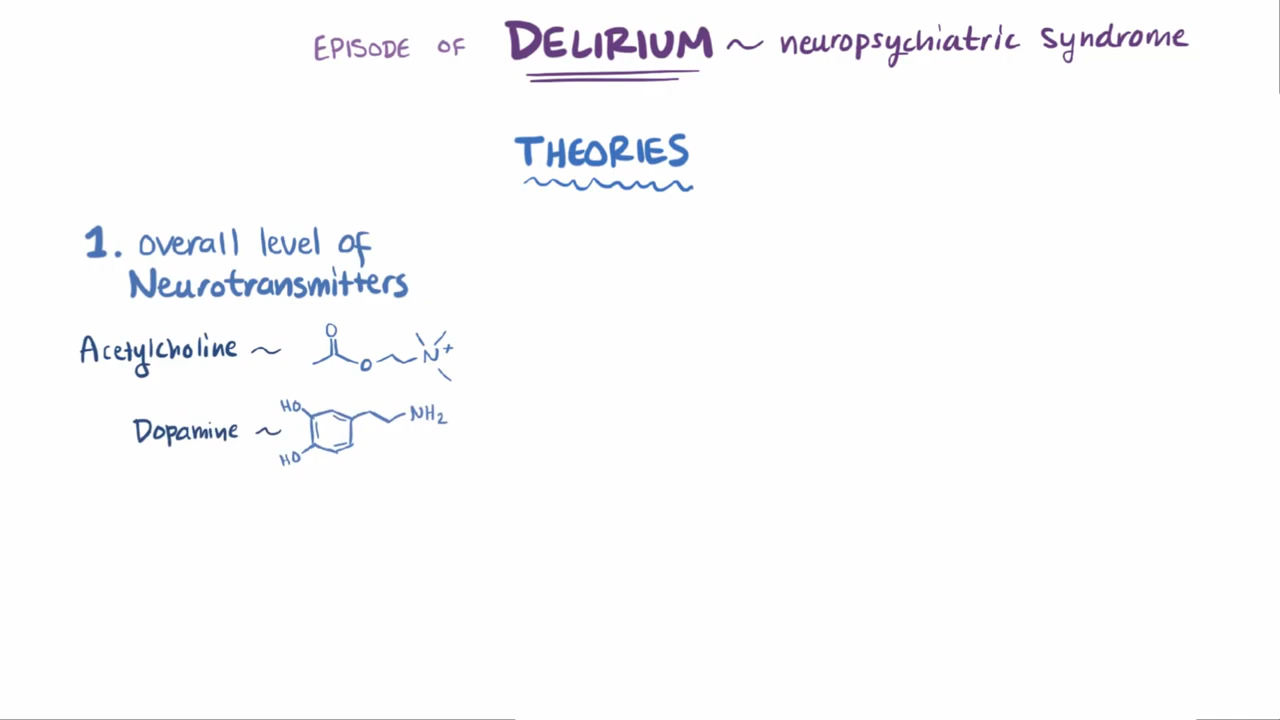 EPISODE OF DELIRIUM ~ neuropsychiatric syndrome
THEORIES
1. overall level of
Neurotransmitters
Acetylcholine ~
O
O
N+
Dopamine ~
HO
NH2
HO